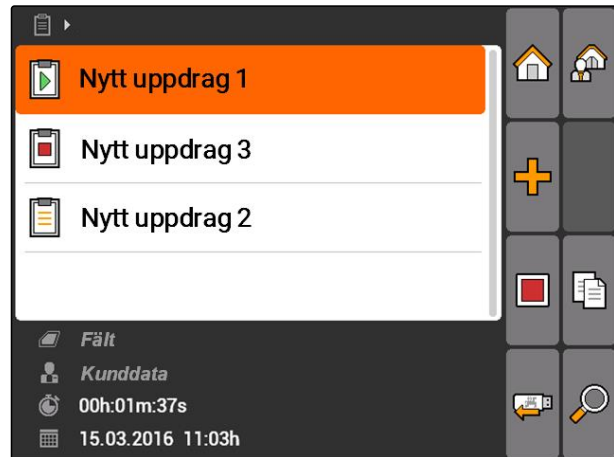 Nytt uppdrag 1
Nytt uppdrag 3
Nytt uppdrag 2
Fält
Kunddata
00h:01m:37s
15.03.2016 11:03h